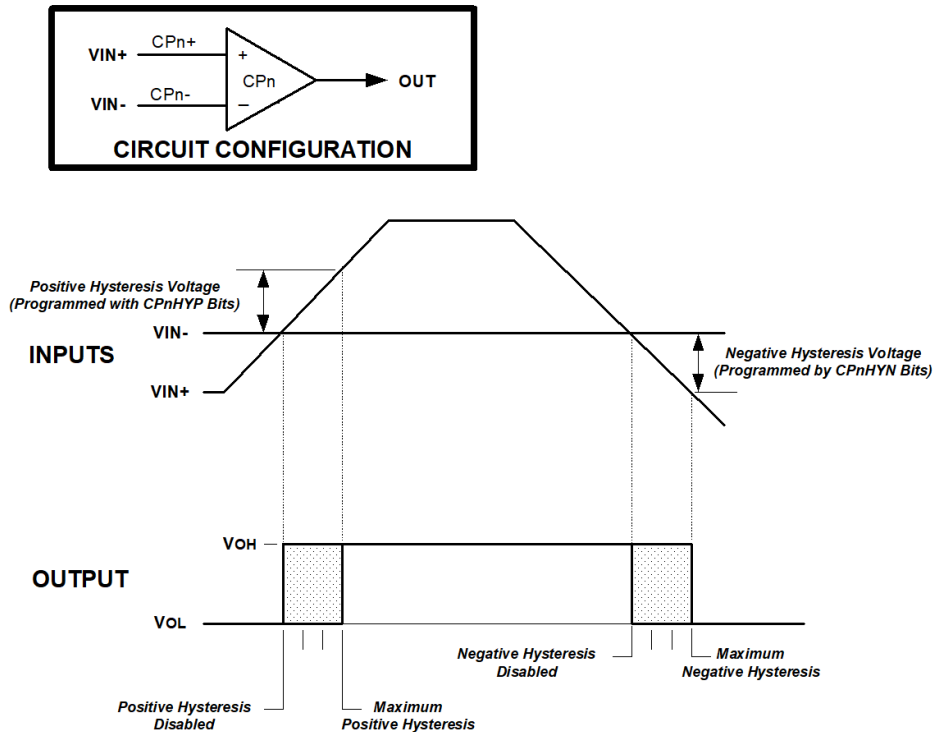 VIN+
CPn+
+
CPn
OUT
VIN-
CPn-
–
CIRCUIT CONFIGURATION
Positive Hysteresis Voltage
(Programmed with CPnHYP Bits)
VIN-
INPUTS
Negative Hysteresis Voltage
(Programmed by CPnHYN Bits)
VIN+
VOH
OUTPUT
VOL
Negative Hysteresis
Disabled
Maximum
Negative Hysteresis
Positive Hysteresis
Disabled
Maximum
Positive Hysteresis